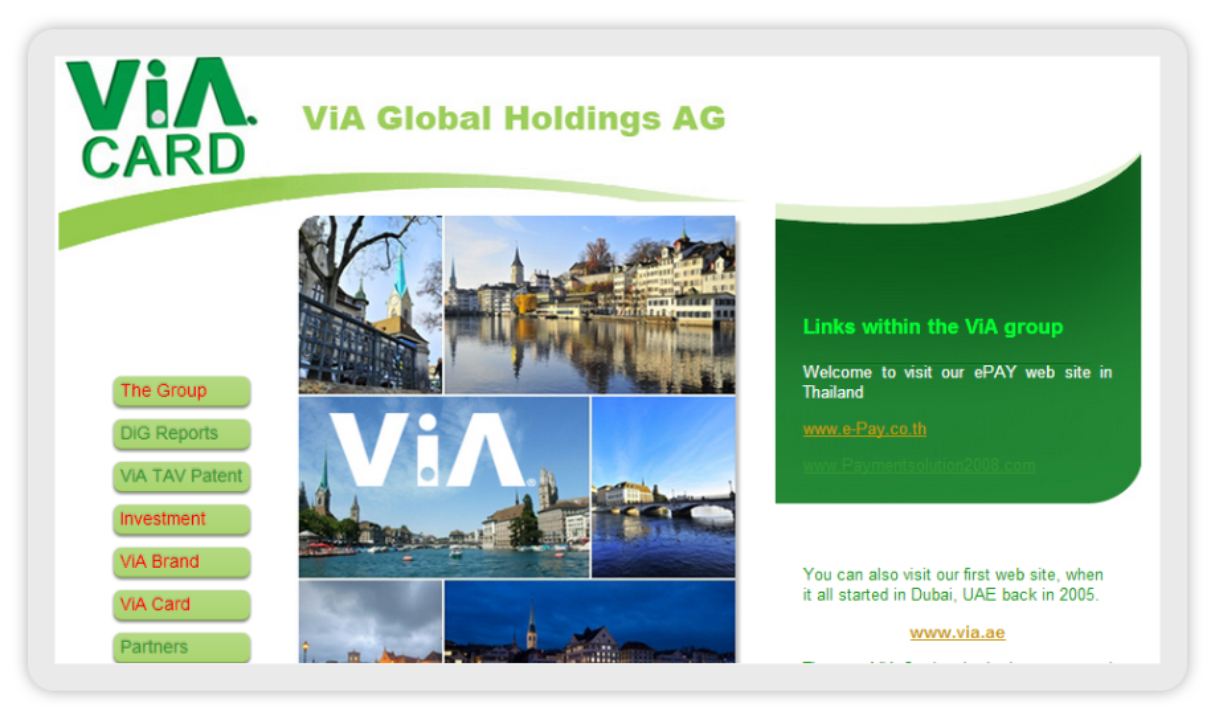 ViA.
CARD
ViA Global Holdings AG
The Group
DiG Reports
ViA TAV Patent
Investment
ViA Brand
ViA Card
Partners
ViA®
Links within the ViA group
Welcome to visit our ePAY web site in
Thailand
www.e-Pay.co.th
www.Paymentsolution2008.com
You can also visit our first web site, when
it all started in Dubai, UAE back in 2005.
www.via.ae